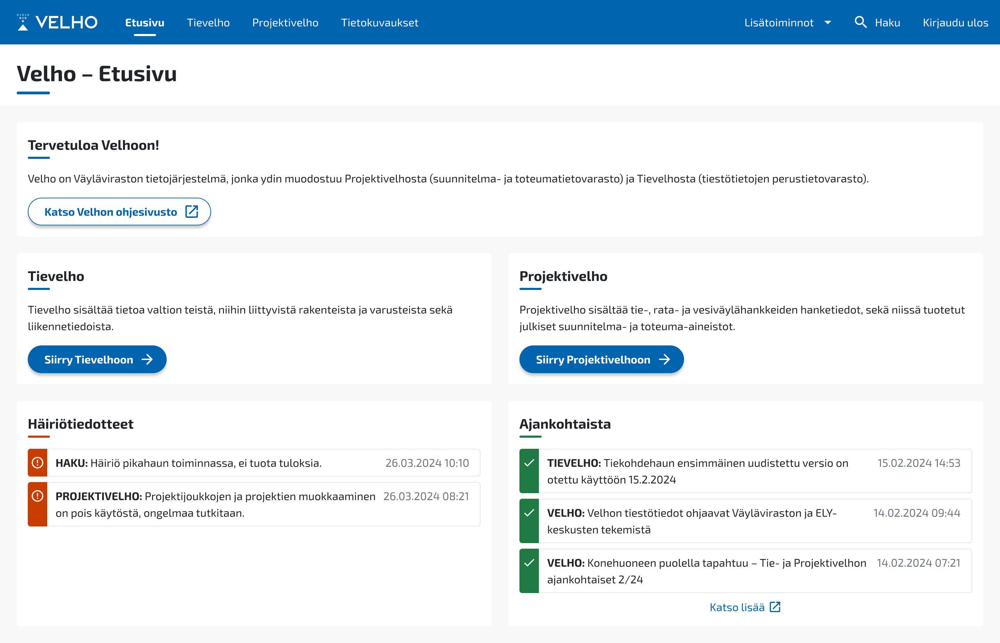 VELHO
Etusivu
Tievelho
Projektivelho
Tietokuvaukset
Lisätoiminnot
Haku
Kirjaudu ulos
Velho – Etusivu
Tervetuloa Velhoon!
Velho on Väyläviraston tietojärjestelmä, jonka ydin muodostuu Projektivelhosta (suunnitelma- ja toteumatietovarasto) ja Tievelhosta (tiestötietojen perustietovarasto).
Katso Velhon ohjesivusto
Tievelho
Tievelho sisältää tietoa valtion teistä, niihin liittyvistä rakenteista ja varusteista sekä
liikennetiedoista.
Siirry Tievelhoon
Projektivelho
Projektivelho sisältää tie-, rata- ja vesiväylähankkeiden hanketiedot, sekä niissä tuotetut
julkiset suunnitelma- ja toteuma-aineistot.
Siirry Projektivelhoon
Häiriötiedotteet
HAKU: Häiriö pikahaun toiminnassa, ei tuota tuloksia. 26.03.2024 10:10
PROJEKTIVELHO: Projektijoukkojen ja projektien muokkaaminen 26.03.2024 08:21
on pois käytöstä, ongelmaa tutkitaan.
Ajankohtaista
TIEVELHO: Tiekohdehaun ensimmäinen uudistettu versio on 15.02.2024 14:53
otettu käyttöön 15.2.2024
VELHO: Velhon tiestötiedot ohjaavat Väyläviraston ja ELY- 14.02.2024 09:44
keskusten tekemistä
VELHO: Konehuoneen puolella tapahtuu – Tie- ja Projektivelhon 14.02.2024 07:21
ajankohtaiset 2/24
Katso lisää